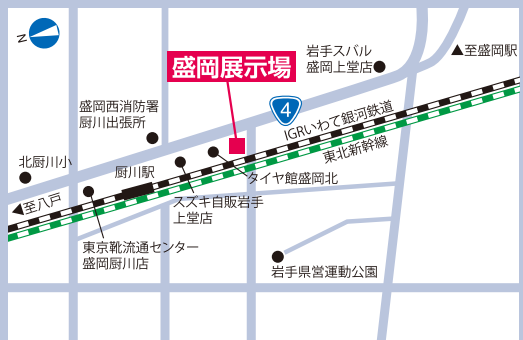 N
盛岡展示場
岩手スバル
盛岡上堂店
▲至盛岡駅
盛岡西消防署
厨川出張所
4
IGRいわて銀河鉄道
東北新幹線
北厨川小
厨川駅
タイヤ館盛岡北
◀至八戸
スズキ自販岩手
上堂店
東京靴流通センター
盛岡厨川店
岩手県営運動公園